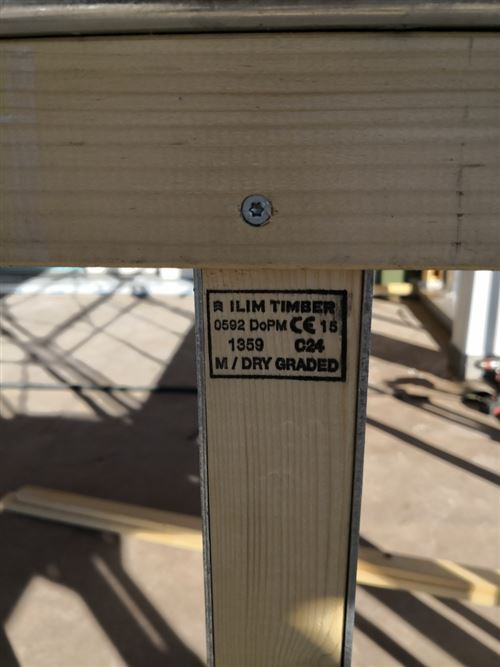 ILIM TIMBER
0592 DoPM CE 15
1359 C24
M / DRY GRADED